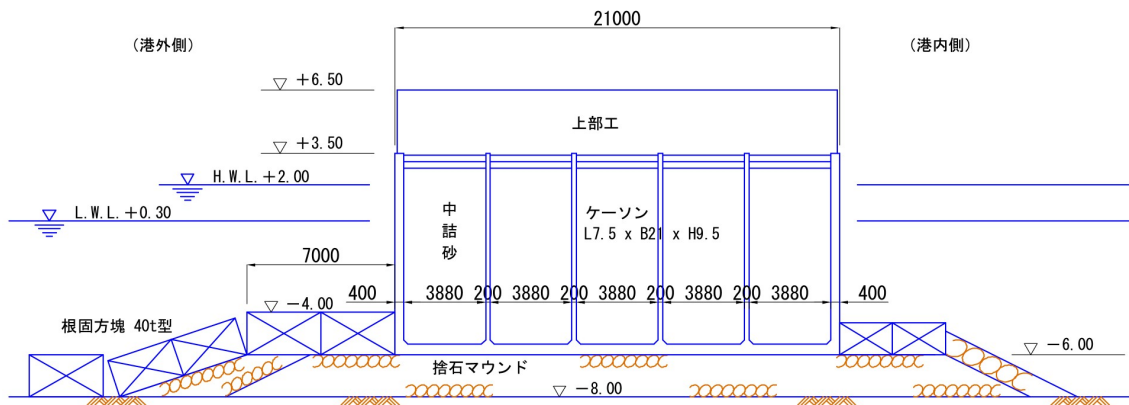 21000
(港外側)
(港内側)
+6.50
上部工
+3.50
H.W.L.+2.00
L.W.L.+0.30
中詰砂
ケーソン
L7.5 x B21 x H9.5
7000
400 3880 200 3880 200 3880 200 3880 200 3880 400
-4.00
根固方塊 40t型
-6.00
捨石マウンド
-8.00